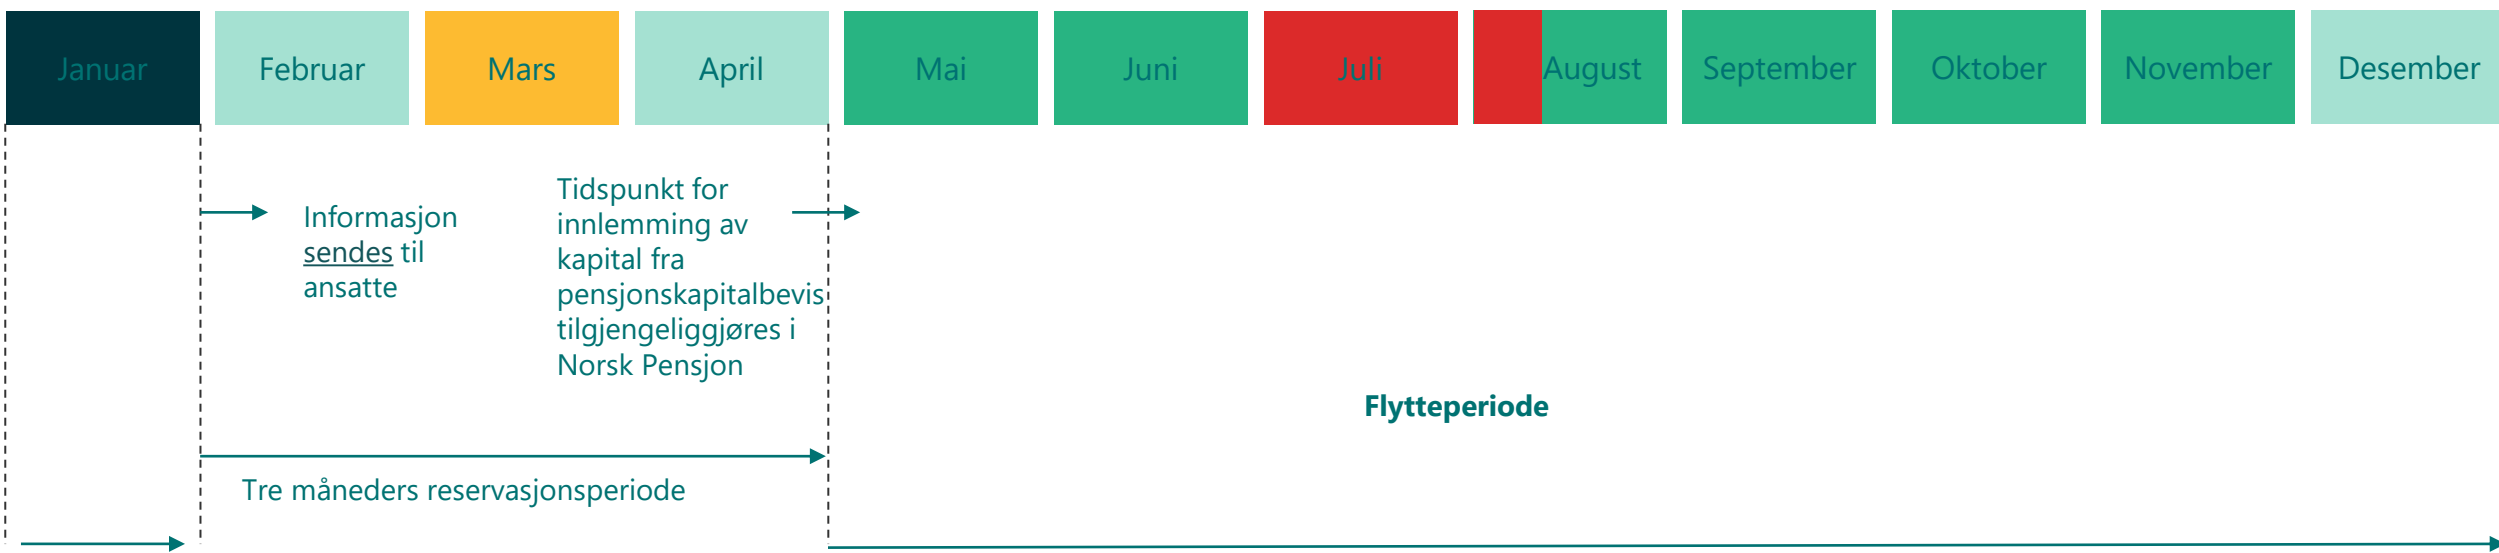 Januar
Februar
Mars
April
Mai
Juni
Juli
August
September
Oktober
November
Desember
Informasjon
sendes til
ansatte
Tidspunkt for
innlemming av
kapital fra
pensjonskapitalbevis
tilgjengeliggjøres i
Norsk Pensjon
Flytteperiode
Tre måneders reservasjonsperiode